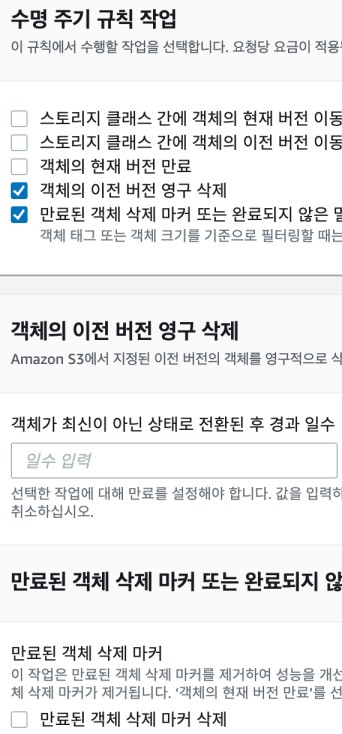 수명 주기 규칙 작업
이 규칙에서 수행할 작업을 선택합니다. 요청당 요금이 적용
스토리지 클래스 간에 객체의 현재 버전 이동
스토리지 클래스 간에 객체의 이전 버전 이동
객체의 현재 버전 만료
객체의 이전 버전 영구 삭제
만료된 객체 삭제 마커 또는 완료되지 않은
객체 태그 또는 객체 크기를 기준으로 필터링할 때는
객체의 이전 버전 영구 삭제
Amazon S3에서 지정된 이전 버전의 객체를 영구적으로
객체가 최신이 아닌 상태로 전환된 후 경과 일수
일수 입력
선택한 작업에 대해 만료를 설정해야 합니다. 값을 입력하
취소하십시오.
만료된 객체 삭제 마커 또는 완료되지
만료된 객체 삭제 마커
이 작업은 만료된 객체 삭제 마커를 제거하여 성능을 개선
체 삭제 마커가 제거됩니다. ‘객체의 현재 버전 만료’를 선
만료된 객체 삭제 마커 삭제